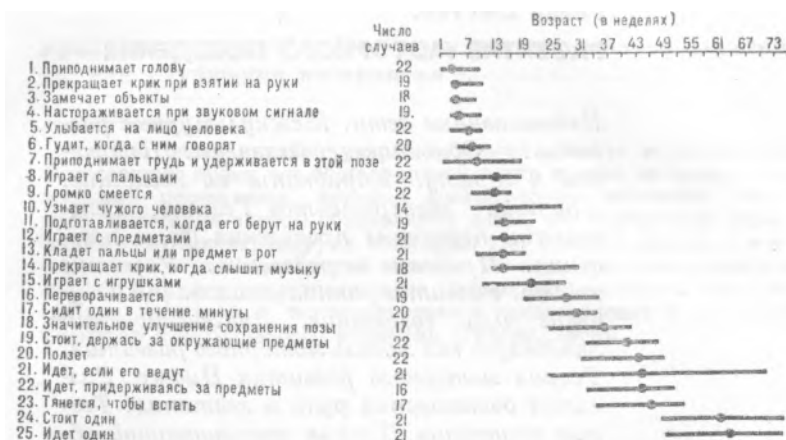 Число случаев
Возраст (в неделях)
1 7 13 19 25 31 37 43 49 55 61 67 73
1. Приподнимает голову 22
2. Прекращает крик при взятии на руки 19
3. Замечает объекты 18
4. Настораживается при звуковом сигнале 19.
5. Улыбается на лицо человека 22
6. Гудит, когда с ним говорят 20
7. Приподнимает грудь и удерживается в этой позе 22
8. Играет с пальцами 22
9. Громко смеется 22
10. Узнает чужого человека 14
11. Подготавливается, когда его берут на руки 19
12. Играет с предметами 21
13. Кладет пальцы или предмет в рот 21
14. Прекращает крик, когда слышит музыку 18
15. Играет с игрушками 21
16. Переворачивается 19
17. Сидит один в течение минуты 20
18. Значительное улучшение сохранения позы 17
19. Стоит, держась за окружающие предметы 22
20. Ползет 22
21. Идет, если его ведут 21
22. Идет, придерживаясь за предметы 16
23. Тянется, чтобы встать 17
24. Стоит один 21
25. Идет один 21